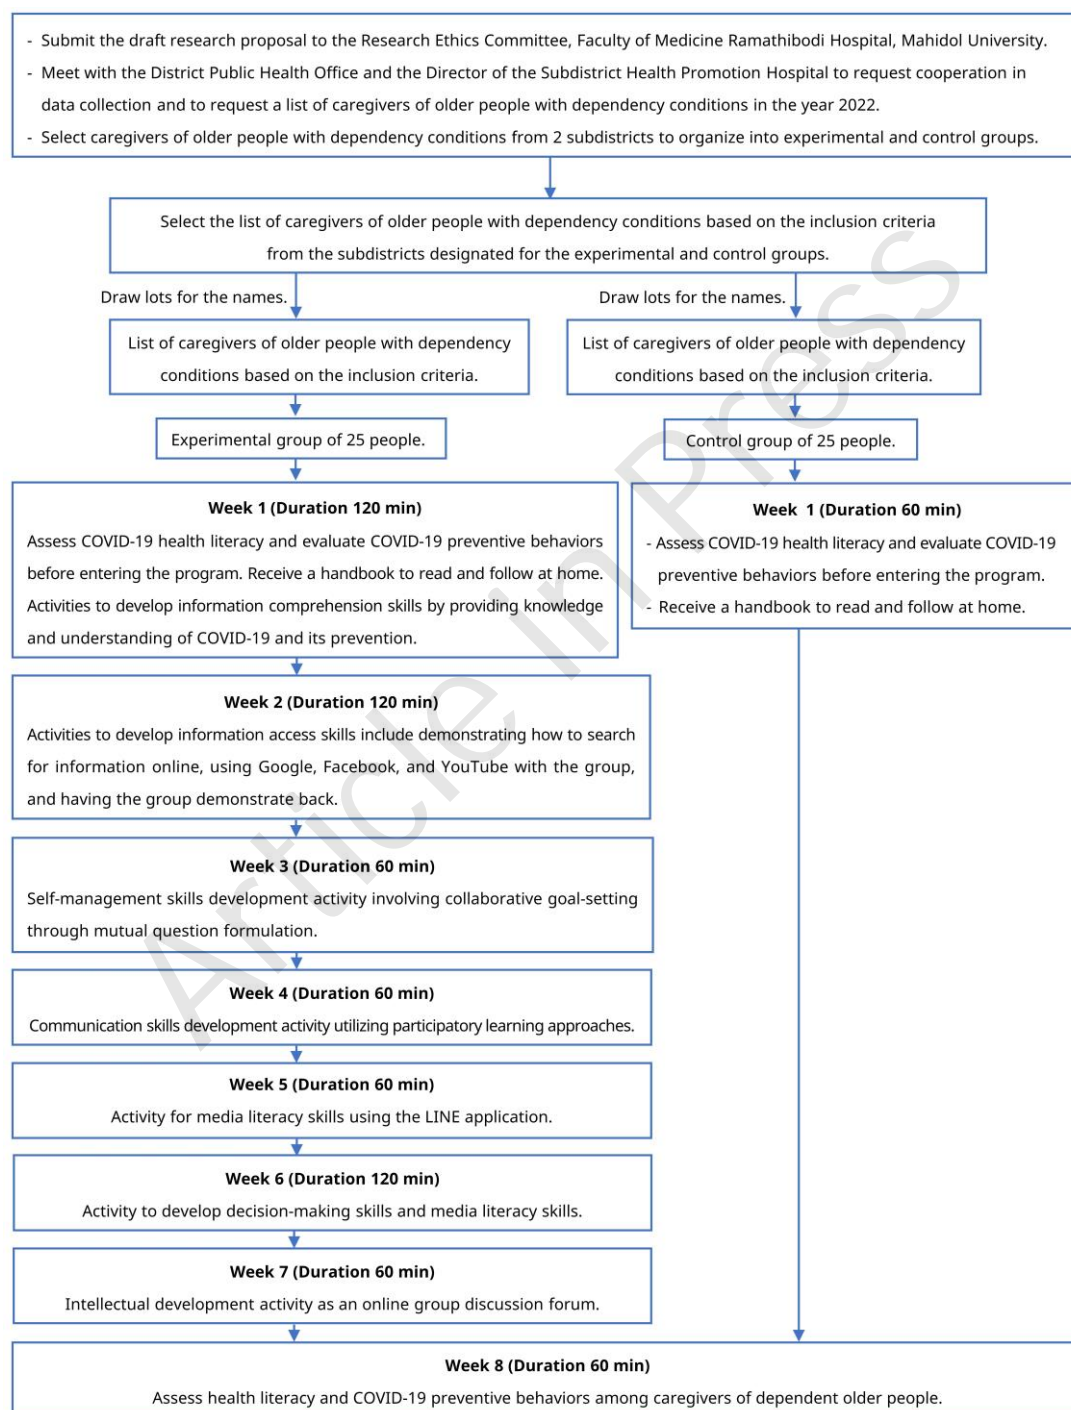 - Submit the draft research proposal to the Research Ethics Committee, Faculty of Medicine Ramathibodi Hospital, Mahidol University.
- Meet with the District Public Health Office and the Director of the Subdistrict Health Promotion Hospital to request cooperation in
data collection and to request a list of caregivers of older people with dependency conditions in the year 2022.
- Select caregivers of older people with dependency conditions from 2 subdistricts to organize into experimental and control groups.
Select the list of caregivers of older people with dependency conditions based on the inclusion criteria
from the subdistricts designated for the experimental and control groups.
Draw lots for the names.
Draw lots for the names.
List of caregivers of older people with dependency
conditions based on the inclusion criteria.
List of caregivers of older people with dependency
conditions based on the inclusion criteria.
Experimental group of 25 people.
Control group of 25 people.
Week 1 (Duration 120 min)
Assess COVID-19 health literacy and evaluate COVID-19 preventive behaviors
before entering the program. Receive a handbook to read and follow at home.
Activities to develop information comprehension skills by providing knowledge
and understanding of COVID-19 and its prevention.
Week 1 (Duration 60 min)
- Assess COVID-19 health literacy and evaluate COVID-19
preventive behaviors before entering the program.
- Receive a handbook to read and follow at home.
Week 2 (Duration 120 min)
Activities to develop information access skills include demonstrating how to search
for information online, using Google, Facebook, and YouTube with the group,
and having the group demonstrate back.
Week 3 (Duration 60 min)
Self-management skills development activity involving collaborative goal-setting
through mutual question formulation.
Week 4 (Duration 60 min)
Communication skills development activity utilizing participatory learning approaches.
Week 5 (Duration 60 min)
Activity for media literacy skills using the LINE application.
Week 6 (Duration 120 min)
Activity to develop decision-making skills and media literacy skills.
Week 7 (Duration 60 min)
Intellectual development activity as an online group discussion forum.
Week 8 (Duration 60 min)
Assess health literacy and COVID-19 preventive behaviors among caregivers of dependent older people.
Article in Press